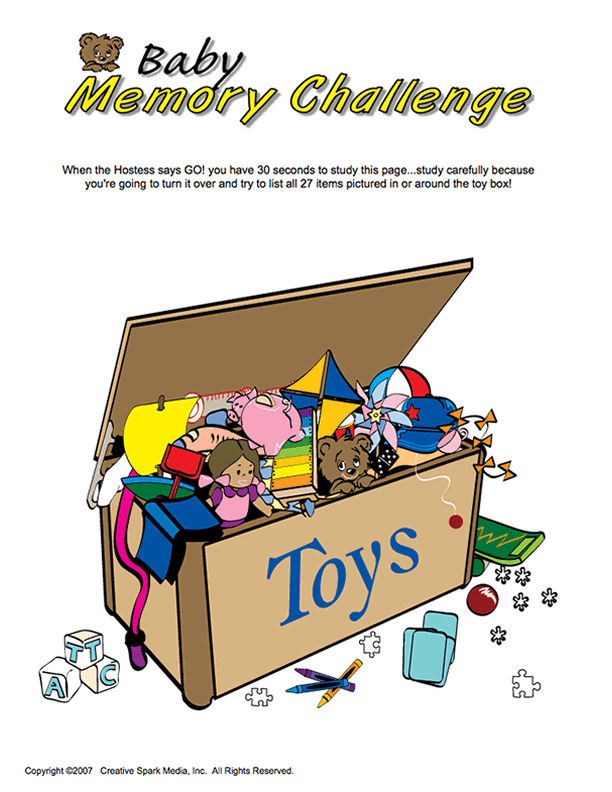 Baby
Memory Challenge
When the Hostess says GO! you have 30 seconds to study this page...study carefully because
you're going to turn it over and try to list all 27 items pictured in or around the toy box!
Toys
T T
A C
Copyright ©2007 Creative Spark Media, Inc. All Rights Reserved.